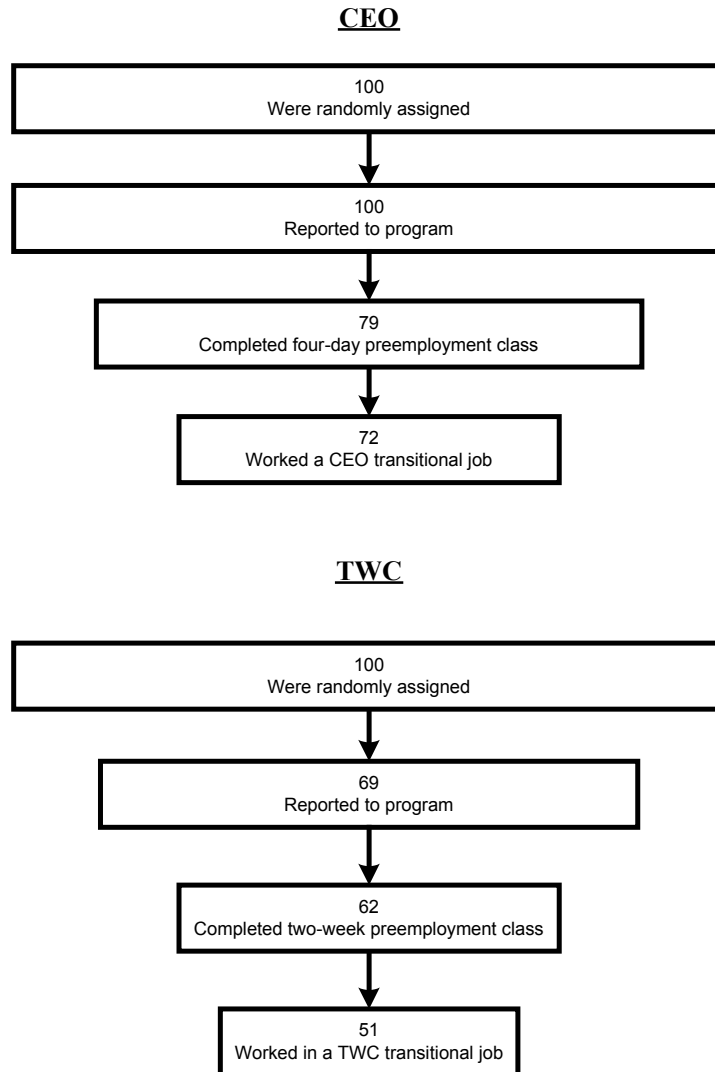 CEO
100
Were randomly assigned
100
Reported to program
79
Completed four-day preemployment class
72
Worked a CEO transitional job
TWC
100
Were randomly assigned
69
Reported to program
62
Completed two-week preemployment class
51
Worked in a TWC transitional job